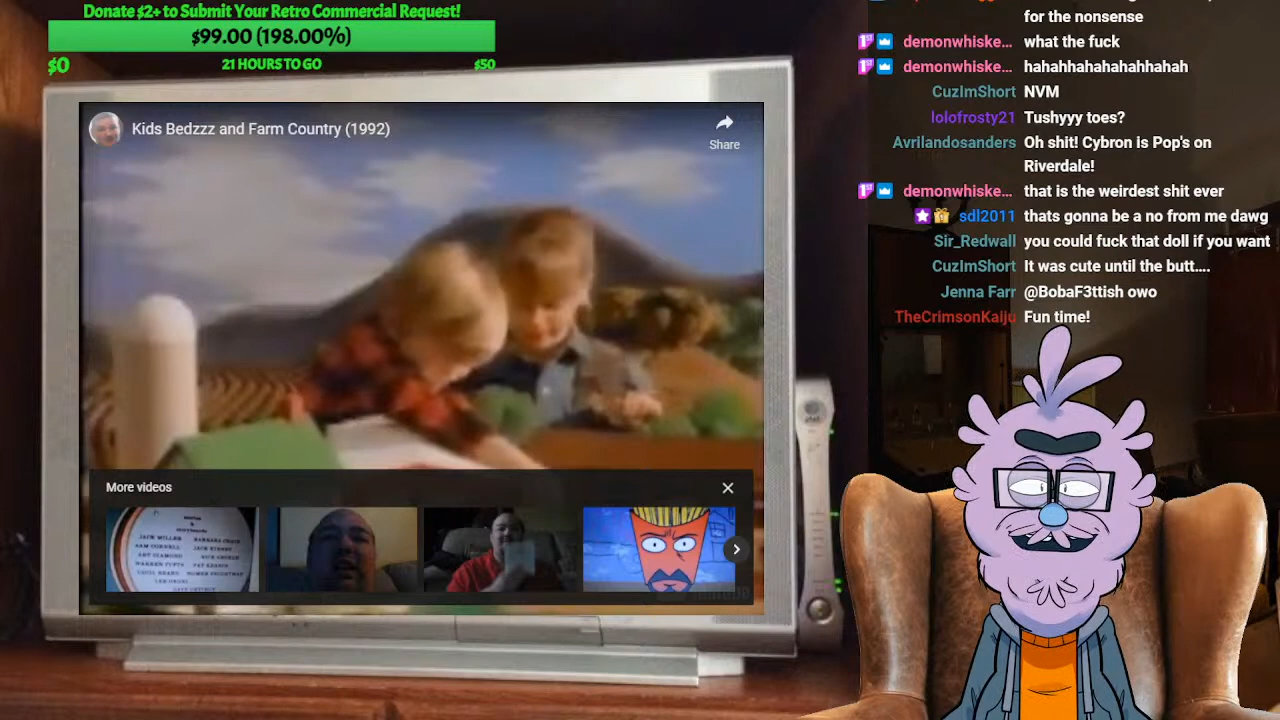 Donate $2+ to Submit Your Retro Commercial Request!
$99.00 (198.00%)
$0
21 HOURS TO GO
$50
Kids Bedzzz and Farm Country (1992)
Share
More videos
JACK MILLER
for the nonsense
demonwhiske... what the fuck
demonwhiske... hahahhahahahahhahah
CuzImShort NVM
lolofrosty21 Tushyyy toes?
Avrilandosanders Oh shit! Cybron is Pop's on
Riverdale!
demonwhiske... that is the weirdest shit ever
sdl2011 thats gonna be a no from me dawg
Sir_Redwall you could fuck that doll if you want
CuzImShort It was cute until the butt....
Jenna Farr @BobaF3ttish owo
TheCrimsonKaiju Fun time!